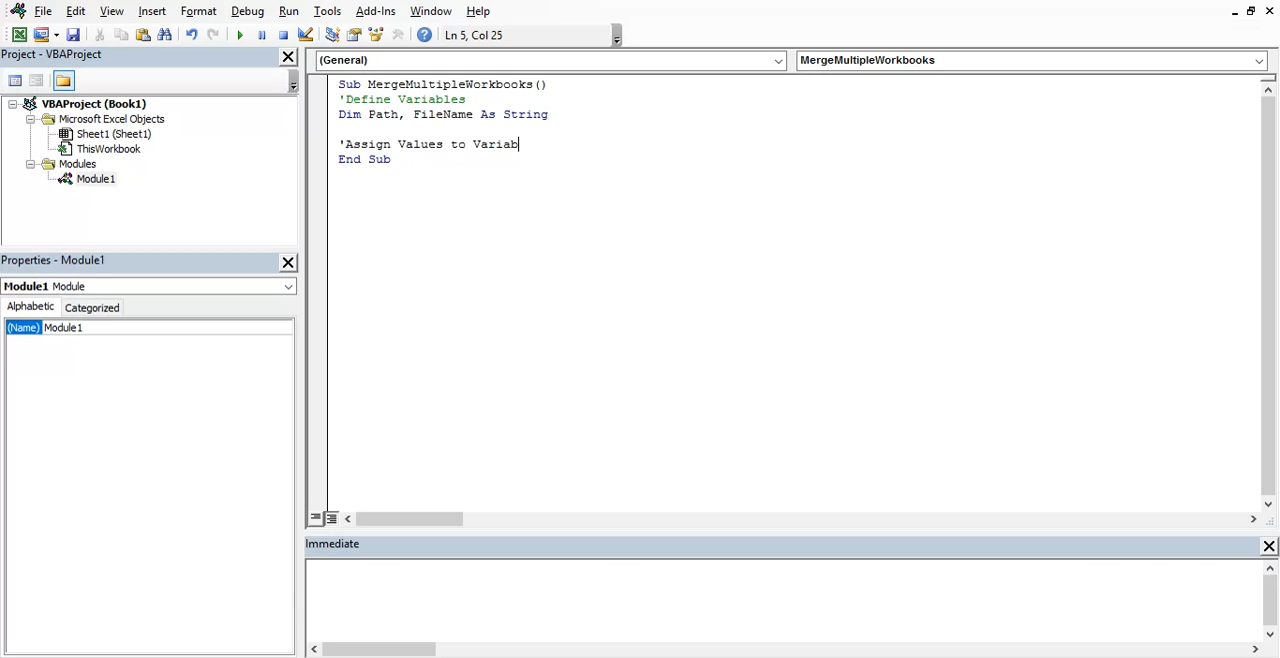 File Edit View Insert Format Debug Run Tools Add-Ins Window Help
Ln 5, Col 25
Project - VBAProject
VBAProject (Book1)
Microsoft Excel Objects
Sheet1 (Sheet1)
ThisWorkbook
Modules
Module1
Properties - Module1
Module1 Module
Alphabetic Categorized
(Name) Module1
(General) MergeMultipleWorkbooks
Sub MergeMultipleWorkbooks()
'Define Variables
Dim Path, FileName As String
'Assign Values to Variab
End Sub
Immediate